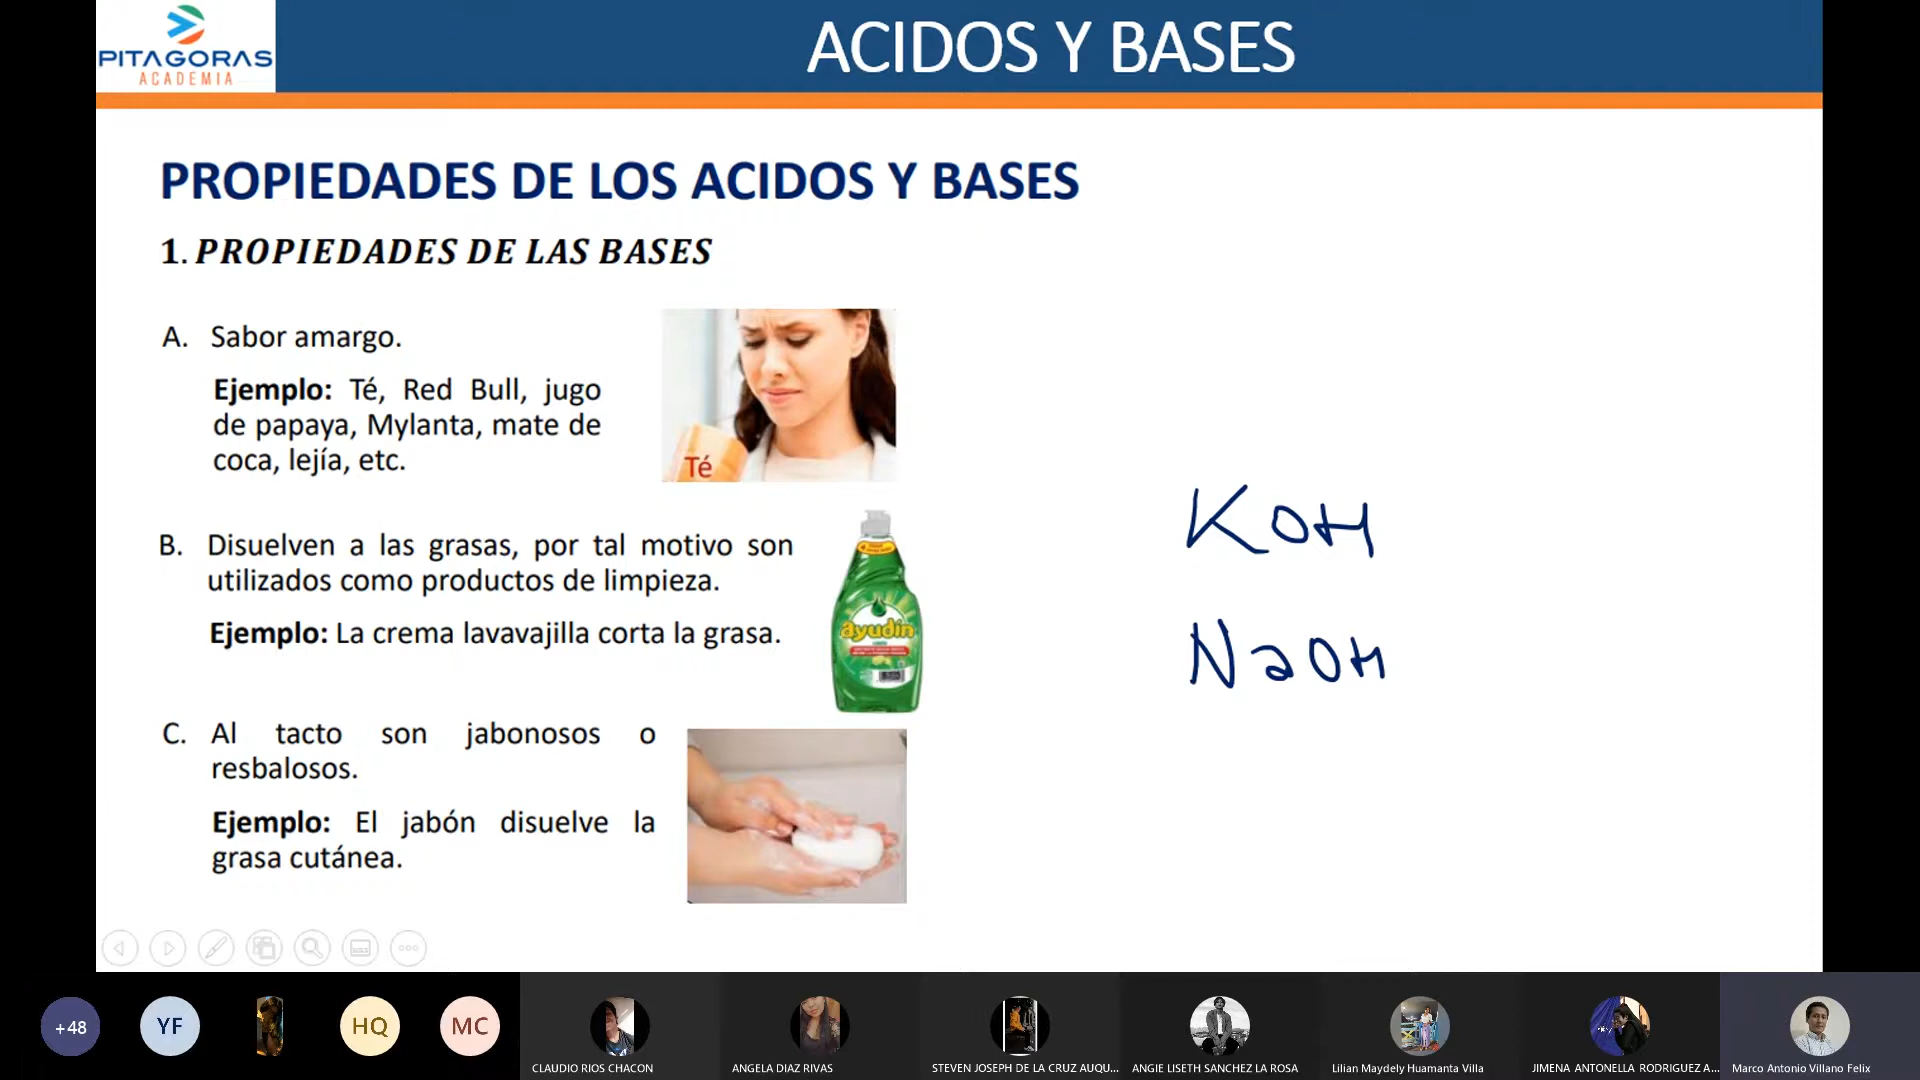 PITAGORAS
ACADEMIA
ACIDOS Y BASES
PROPIEDADES DE LOS ACIDOS Y BASES
1. PROPIEDADES DE LAS BASES
A. Sabor amargo.
Ejemplo: Té, Red Bull, jugo
de papaya, Mylanta, mate de
coca, lejía, etc.
Té
B. Disuelven a las grasas, por tal motivo son
utilizados como productos de limpieza.
Ejemplo: La crema lavavajilla corta la grasa.
ayudín
C. Al tacto son jabonosos o
resbalosos.
Ejemplo: El jabón disuelve la
grasa cutánea.
KOH
NaOH
+48
YF
HQ
MC
CLAUDIO RIOS CHACON
ANGELA DIAZ RIVAS
STEVEN JOSEPH DE LA CRUZ AUQU...
ANGIE LISETH SANCHEZ LA ROSA
Lilian Maydely Huamanta Villa
JIMENA ANTONELLA RODRIGUEZ A...
Marco Antonio Villano Felix